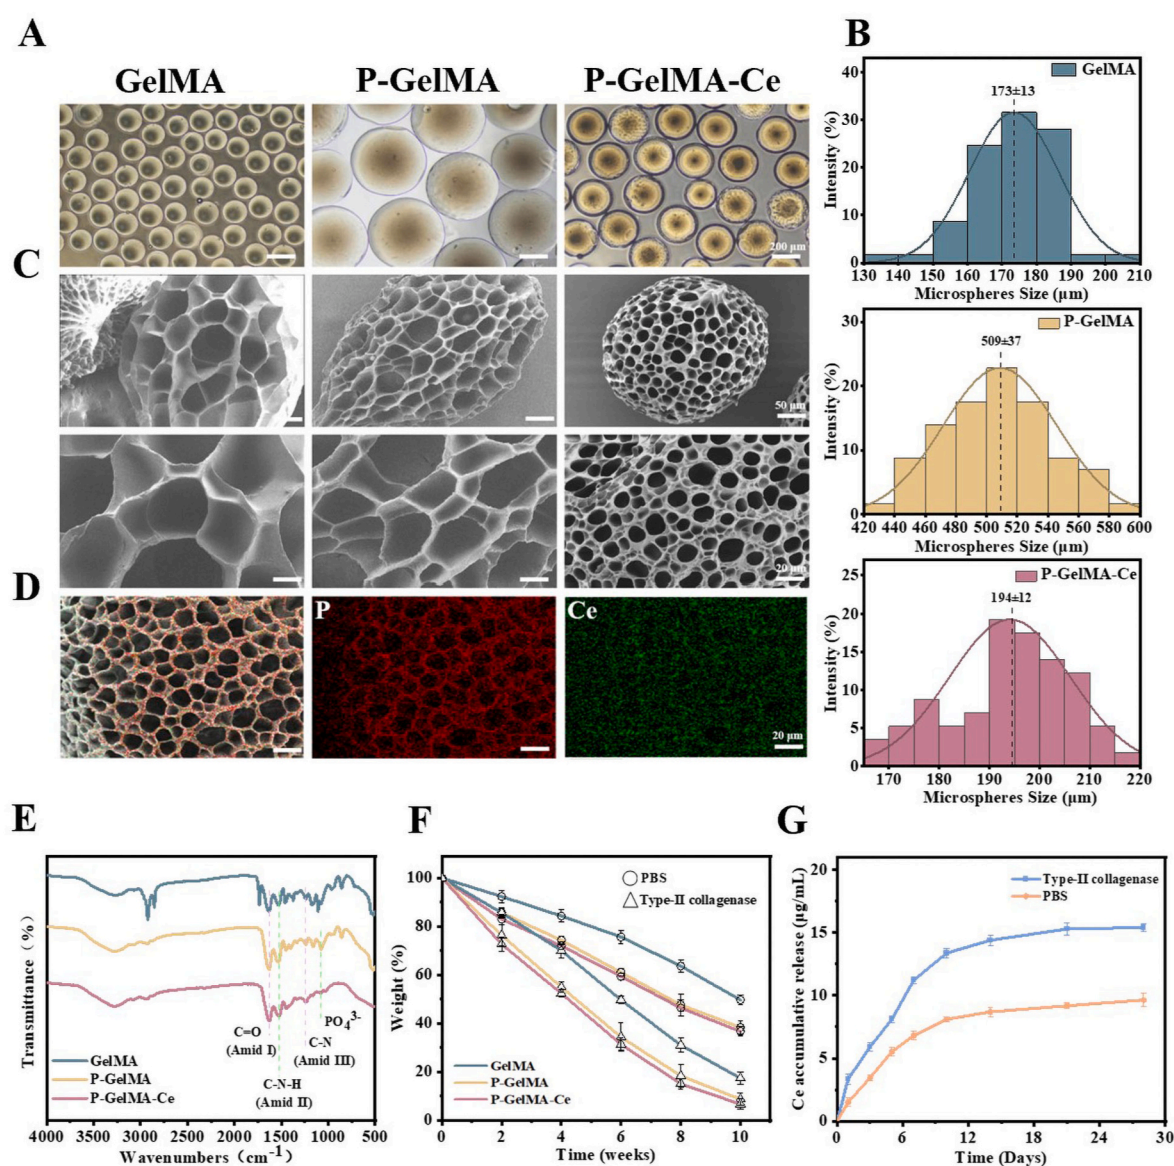 A
GelMA
P-GelMA
P-GelMA-Ce
200 μm
B
GelMA
173±13
Intensity (%)
40
30
20
10
0
130 140 150 160 170 180 190 200 210
Microspheres Size (μm)
P-GelMA
509±37
Intensity (%)
30
20
10
0
420 440 460 480 500 520 540 560 580 600
Microspheres Size (μm)
P-GelMA-Ce
194±12
Intensity (%)
25
20
15
10
5
0
170 180 190 200 210 220
Microspheres Size (μm)
C
50 μm
20 μm
D
P
Ce
20 μm
E
Transmittance (%)
C=O
(Amid I)
C-N-H
(Amid II)
C-N
(Amid III)
PO₄³⁻
GelMA
P-GelMA
P-GelMA-Ce
4000 3500 3000 2500 2000 1500 1000 500
Wavenumbers (cm⁻¹)
F
Weight (%)
100
80
60
40
20
0
PBS
Type-II collagenase
GelMA
P-GelMA
P-GelMA-Ce
0 2 4 6 8 10
Time (weeks)
G
Ce accumulative release (μg/mL)
20
15
10
5
0
Type-II collagenase
PBS
0 6 12 18 24 30
Time (Days)